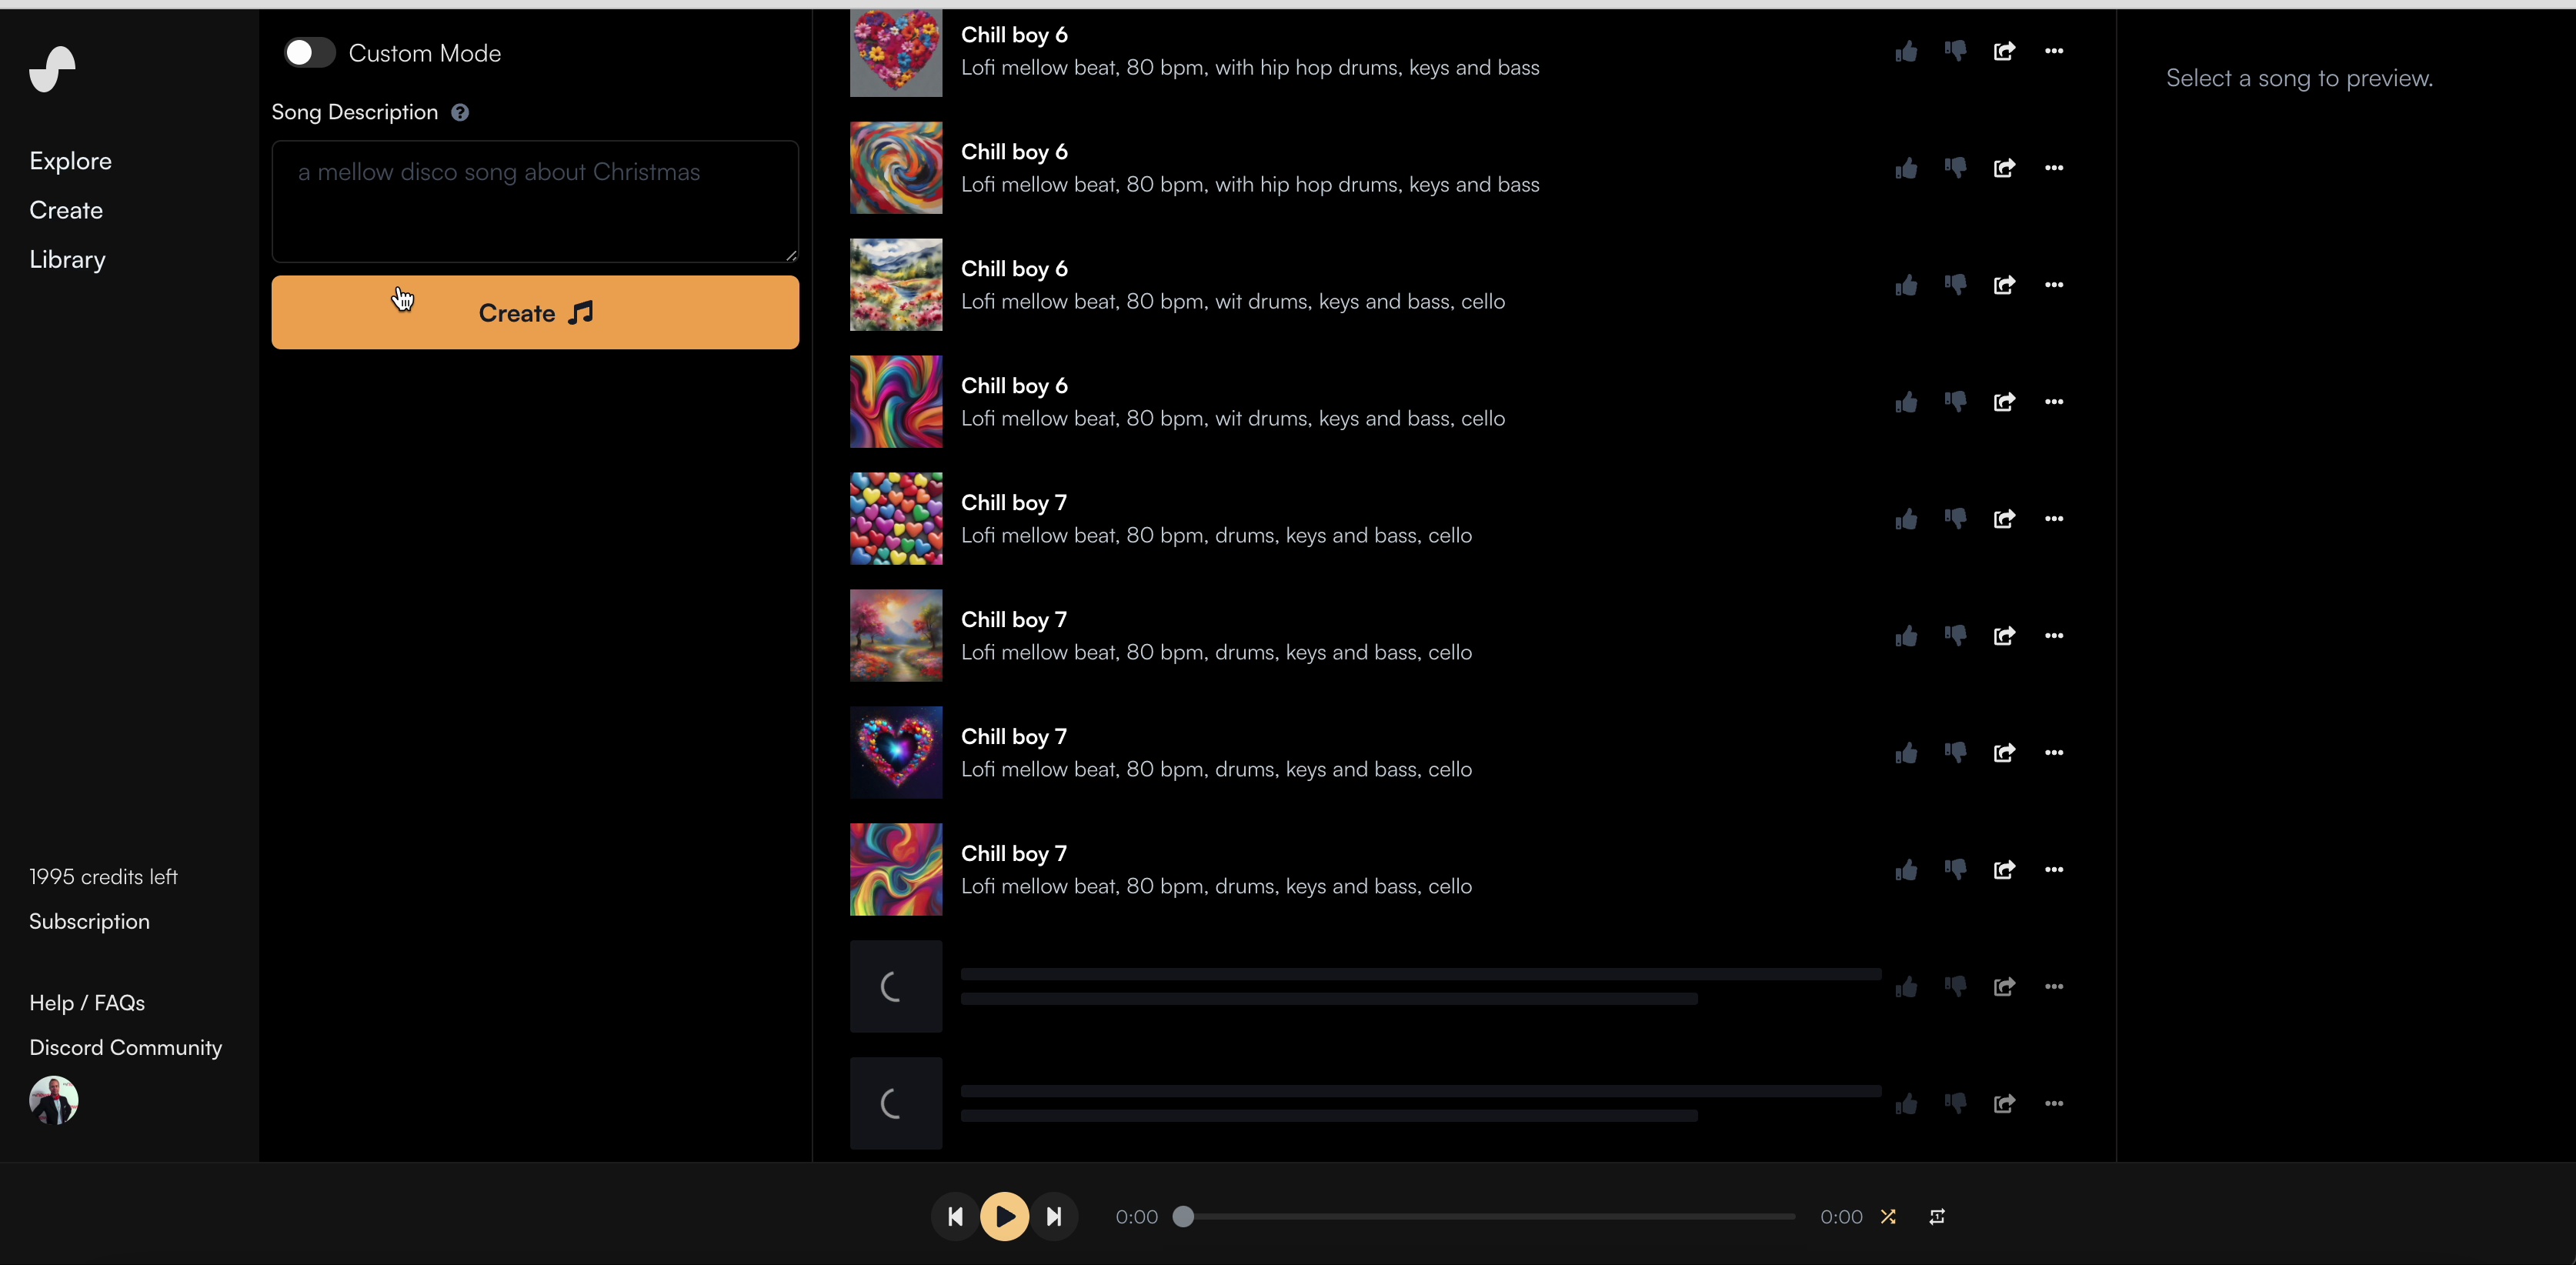 Explore
Create
Library
1995 credits left
Subscription
Help / FAQs
Discord Community
Custom Mode
Song Description ?
a mellow disco song about Christmas
Create
Chill boy 6
Lofi mellow beat, 80 bpm, with hip hop drums, keys and bass
Chill boy 6
Lofi mellow beat, 80 bpm, with hip hop drums, keys and bass
Chill boy 6
Lofi mellow beat, 80 bpm, wit drums, keys and bass, cello
Chill boy 6
Lofi mellow beat, 80 bpm, wit drums, keys and bass, cello
Chill boy 7
Lofi mellow beat, 80 bpm, drums, keys and bass, cello
Chill boy 7
Lofi mellow beat, 80 bpm, drums, keys and bass, cello
Chill boy 7
Lofi mellow beat, 80 bpm, drums, keys and bass, cello
Chill boy 7
Lofi mellow beat, 80 bpm, drums, keys and bass, cello
Select a song to preview.
0:00
0:00